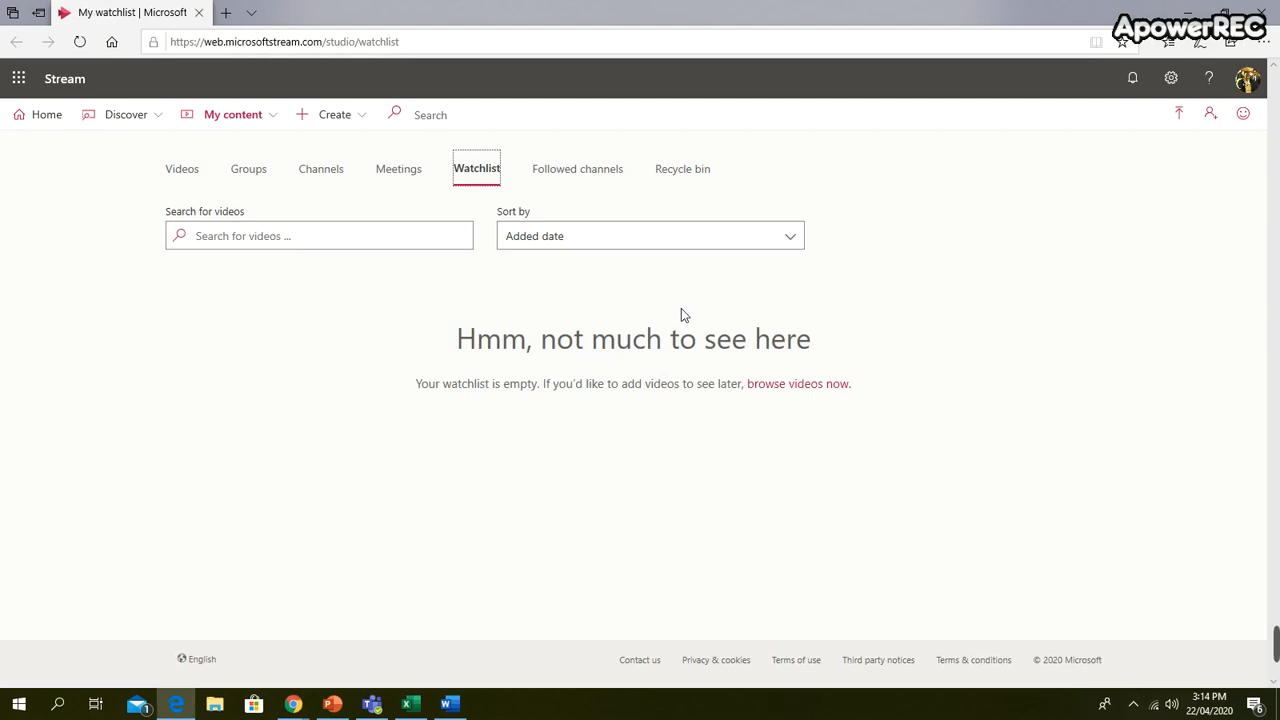 My watchlist | Microsoft
ApowerREC
https://web.microsoftstream.com/studio/watchlist
Stream
Home
Discover
My content
Create
Search
Videos
Groups
Channels
Meetings
Watchlist
Followed channels
Recycle bin
Search for videos
Sort by
Search for videos ...
Added date
Hmm, not much to see here
Your watchlist is empty. If you'd like to add videos to see later, browse videos now.
English
Contact us
Privacy & cookies
Terms of use
Third party notices
Terms & conditions
© 2020 Microsoft
3:14 PM
22/04/2020